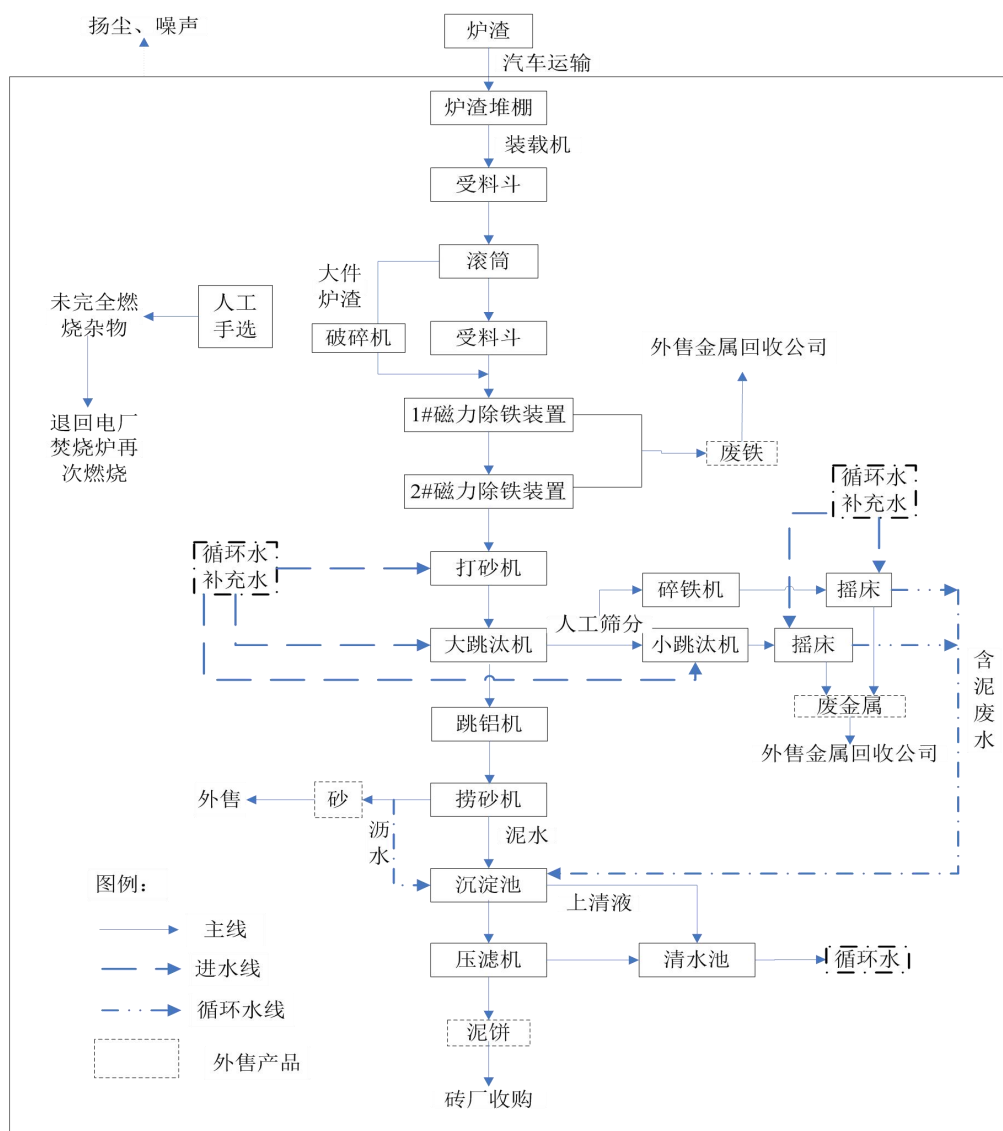 扬尘、噪声
炉渣
汽车运输
炉渣堆棚
装载机
受料斗
滚筒
大件
炉渣
未完全燃
烧杂物
人工
手选
破碎机
受料斗
外售金属回收公司
退回电厂
焚烧炉再
次燃烧
1#磁力除铁装置
废铁
2#磁力除铁装置
循环水
补充水
循环水
补充水
打砂机
碎铁机
摇床
人工筛分
大跳汰机
小跳汰机
摇床
含
泥
废
水
废金属
跳铝机
外售金属回收公司
外售
砂
捞砂机
沥
水
泥水
图例：
沉淀池
上清液
主线
压滤机
清水池
循环水
进水线
循环水线
泥饼
外售产品
砖厂收购